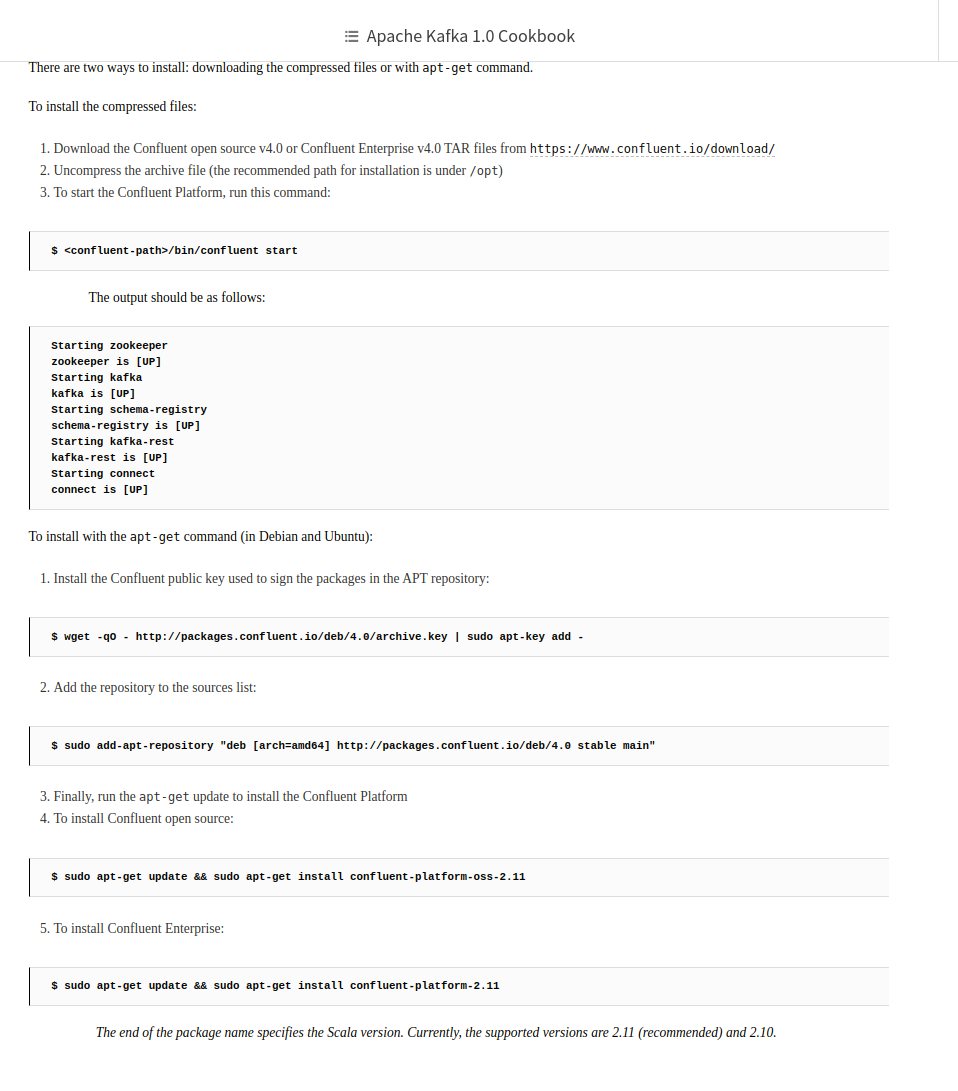 Apache Kafka 1.0 Cookbook
There are two ways to install: downloading the compressed files or with apt-get command.
To install the compressed files:
1. Download the Confluent open source v4.0 or Confluent Enterprise v4.0 TAR files from https://www.confluent.io/download/
2. Uncompress the archive file (the recommended path for installation is under /opt)
3. To start the Confluent Platform, run this command:
$ <confluent-path>/bin/confluent start
The output should be as follows:
Starting zookeeper
zookeeper is [UP]
Starting kafka
kafka is [UP]
Starting schema-registry
schema-registry is [UP]
Starting kafka-rest
kafka-rest is [UP]
Starting connect
connect is [UP]
To install with the apt-get command (in Debian and Ubuntu):
1. Install the Confluent public key used to sign the packages in the APT repository:
$ wget -qO - http://packages.confluent.io/deb/4.0/archive.key | sudo apt-key add -
2. Add the repository to the sources list:
$ sudo add-apt-repository "deb [arch=amd64] http://packages.confluent.io/deb/4.0 stable main"
3. Finally, run the apt-get update to install the Confluent Platform
4. To install Confluent open source:
$ sudo apt-get update && sudo apt-get install confluent-platform-oss-2.11
5. To install Confluent Enterprise:
$ sudo apt-get update && sudo apt-get install confluent-platform-2.11
The end of the package name specifies the Scala version. Currently, the supported versions are 2.11 (recommended) and 2.10.